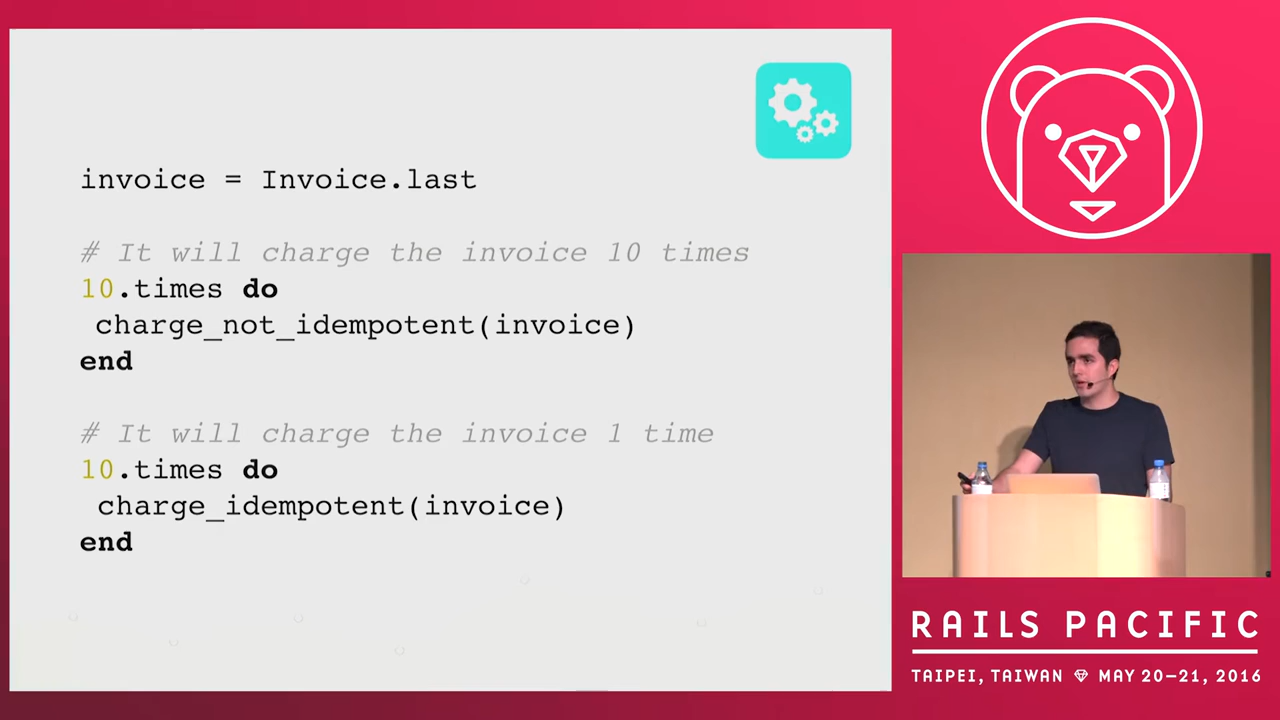 invoice = Invoice.last
# It will charge the invoice 10 times
10.times do
charge_not_idempotent(invoice)
end
# It will charge the invoice 1 time
10.times do
charge_idempotent(invoice)
end
RAILS PACIFIC
TAIPEI, TAIWAN MAY 20–21, 2016